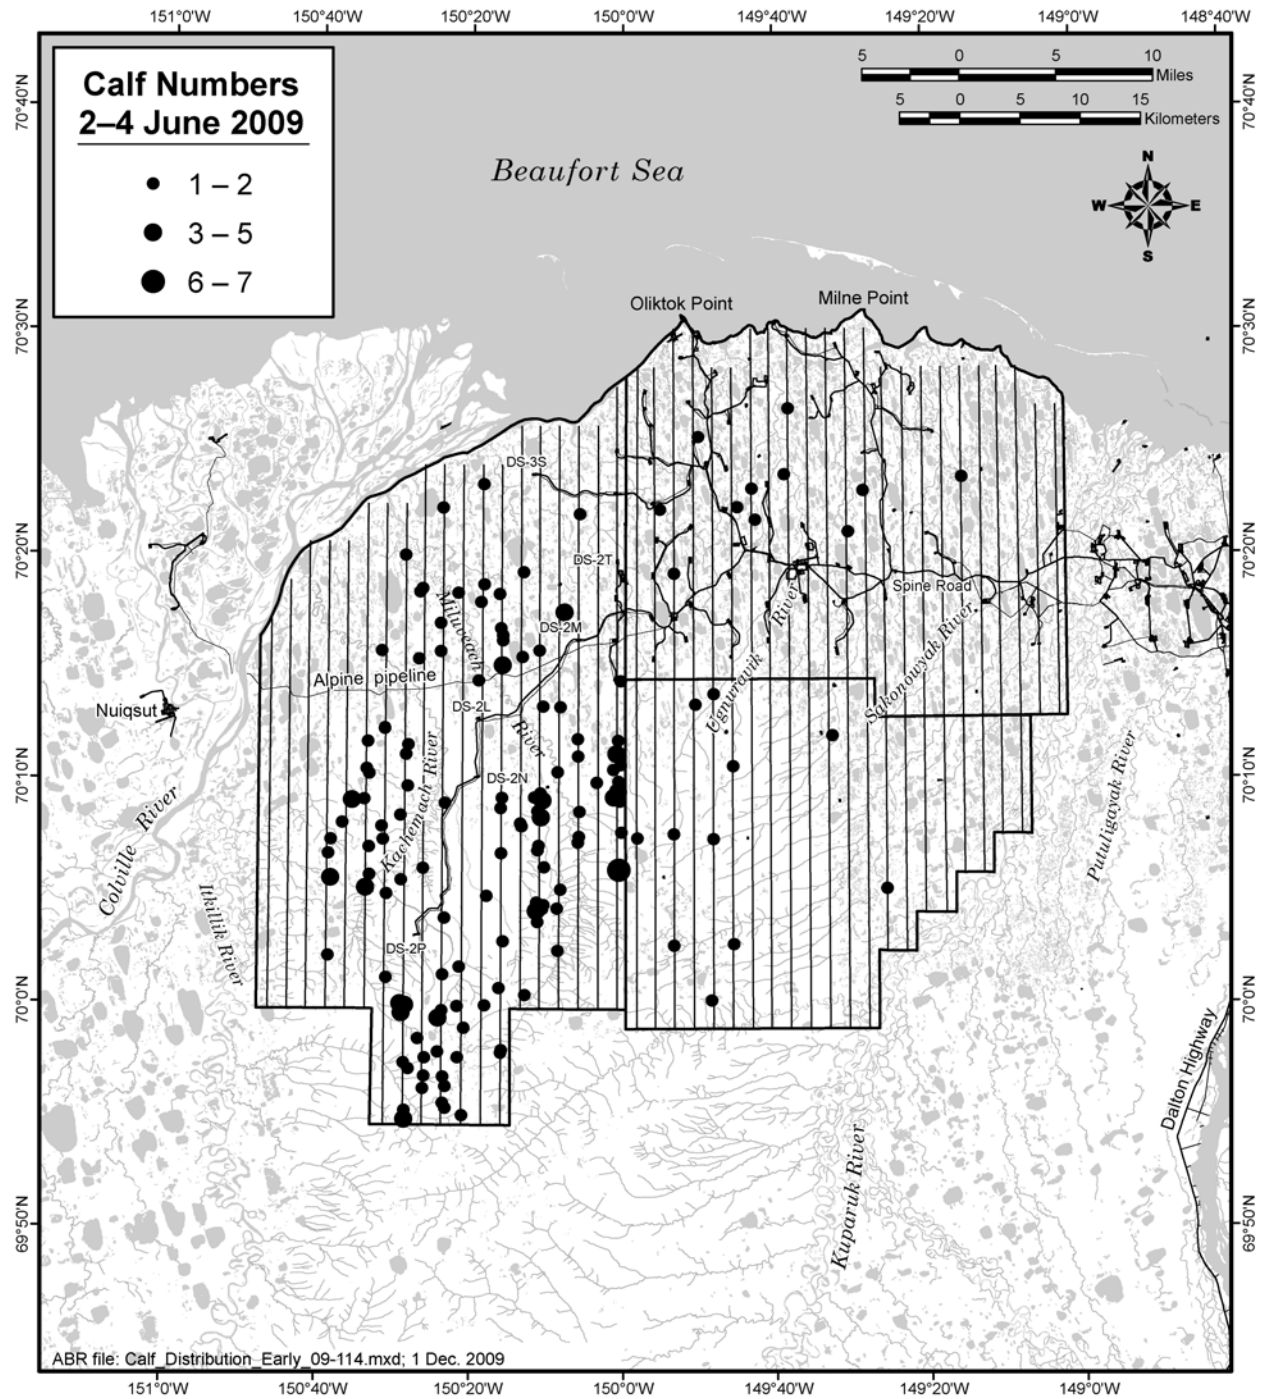 151°0'W 150°40'W 150°20'W 150°0'W 149°40'W 149°20'W 149°0'W 148°40'W
Calf Numbers
2–4 June 2009
1 – 2
3 – 5
6 – 7
5 0 5 10
Miles
5 0 5 10 15
Kilometers
N
W E
S
Beaufort Sea
70°40'N
70°40'N
Oliktok Point
Milne Point
70°30'N
70°30'N
DS-3S
70°20'N
70°20'N
DS-2T
Spine Road
Miluveach
River
DS-2M
River
Ugnuravik
Sakonowyak River
Alpine pipeline
Nuiqsut
DS-2L
River
Kachemach River
DS-2N
70°10'N
70°10'N
Putuligayak River
Colville River
Itkillik River
DS-2P
70°0'N
70°0'N
Dalton Highway
Kuparuk River
69°50'N
69°50'N
ABR file: Calf_Distribution_Early_09-114.mxd; 1 Dec. 2009
151°0'W 150°40'W 150°20'W 150°0'W 149°40'W 149°20'W 149°0'W